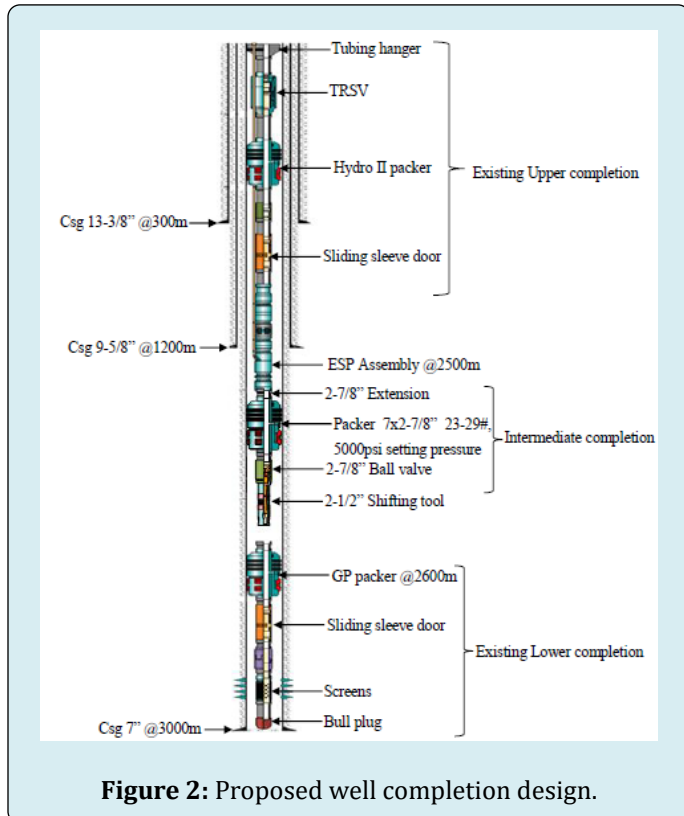 Tubing hanger
TRSV
Hydro II packer
Existing Upper completion
Csg 13-3/8” @300m
Sliding sleeve door
Csg 9-5/8” @1200m
ESP Assembly @2500m
2-7/8” Extension
Packer 7x2-7/8” 23-29#,
5000psi setting pressure
Intermediate completion
2-7/8” Ball valve
2-1/2” Shifting tool
GP packer @2600m
Sliding sleeve door
Existing Lower completion
Screens
Bull plug
Csg 7” @3000m
Figure 2: Proposed well completion design.